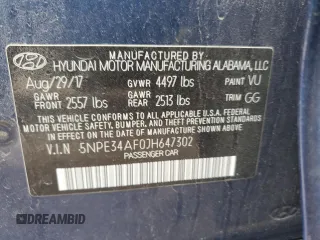 MANUFACTURED BY
HYUNDAI MOTOR MANUFACTURING ALABAMA, LLC
Aug/29/17 GVWR 4497 lbs PAINT VU
GAWR FRONT 2557 lbs GAWR REAR 2513 lbs TRIM GG
THIS VEHICLE CONFORMS TO ALL APPLICABLE
FEDERAL MOTOR VEHICLE SAFETY, BUMPER,
AND THEFT PREVENTION STANDARDS IN EFFECT
ON THE DATE OF MANUFACTURE SHOWN ABOVE.
V.I.N 5NPE34AF0JH647302
PASSENGER CAR
DREAMBID